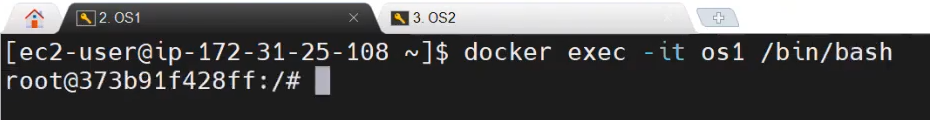 2. OS1
3. OS2
[ec2-user@ip-172-31-25-108 ~]$ docker exec -it os1 /bin/bash
root@373b91f428ff:/#